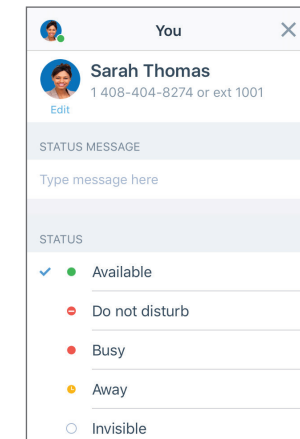 You
Sarah Thomas
1 408-404-8274 or ext 1001
Edit
STATUS MESSAGE
Type message here
STATUS
Available
Do not disturb
Busy
Away
Invisible